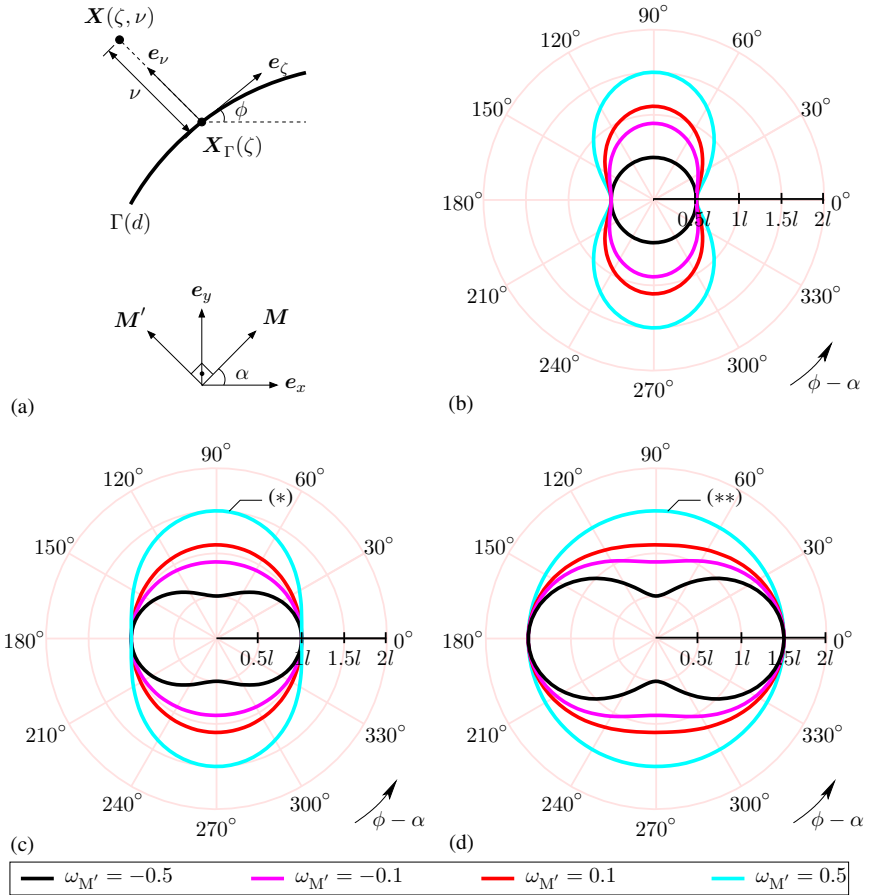 X(ζ, ν)
e_ν
e_ζ
ν
ϕ
X_Γ(ζ)
Γ(d)
M′
e_y
M
α
e_x
(a)
90°
120°
60°
150°
30°
180°
0.5l 1l 1.5l 2l
0°
210°
330°
240°
300°
270°
ϕ − α
(b)
90°
120°
(∗)
60°
150°
30°
180°
0.5l 1l 1.5l 2l
0°
210°
330°
240°
300°
270°
ϕ − α
(c)
90°
120°
(∗∗)
60°
150°
30°
180°
0.5l 1l 1.5l 2l
0°
210°
330°
240°
300°
270°
ϕ − α
(d)
ω_M′ = −0.5 ω_M′ = −0.1 ω_M′ = 0.1 ω_M′ = 0.5